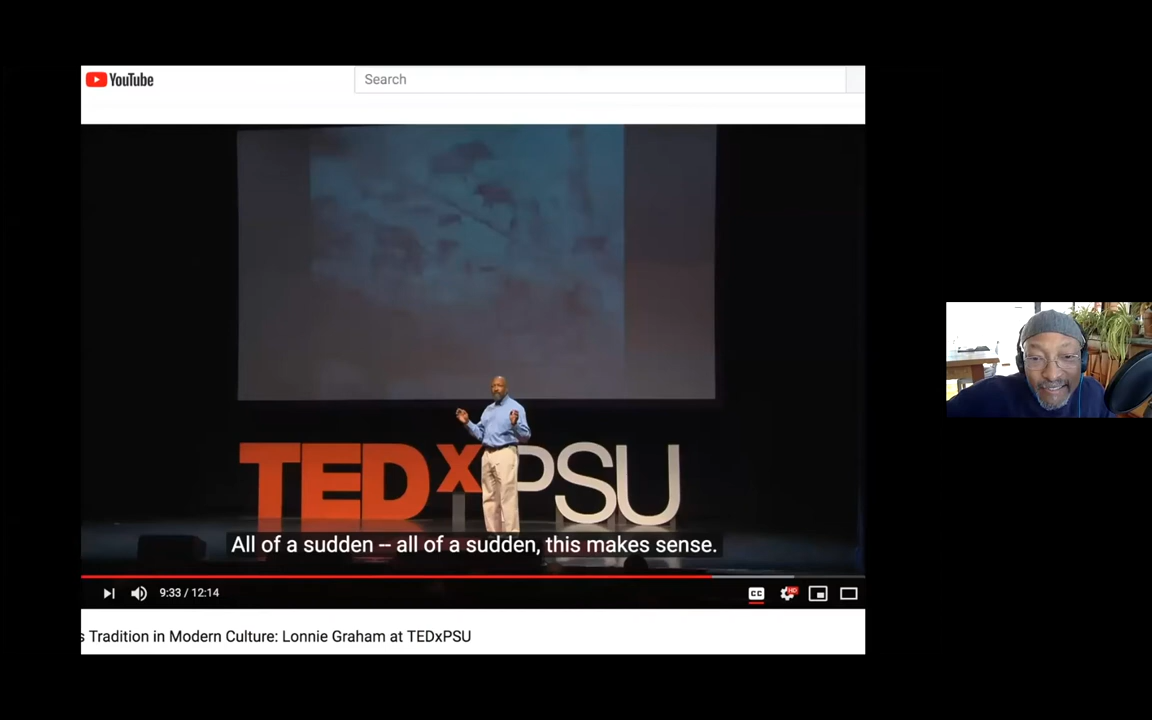 YouTube
Search
TEDxPSU
All of a sudden -- all of a sudden, this makes sense.
9:33 / 12:14
CC
HD
s Tradition in Modern Culture: Lonnie Graham at TEDxPSU